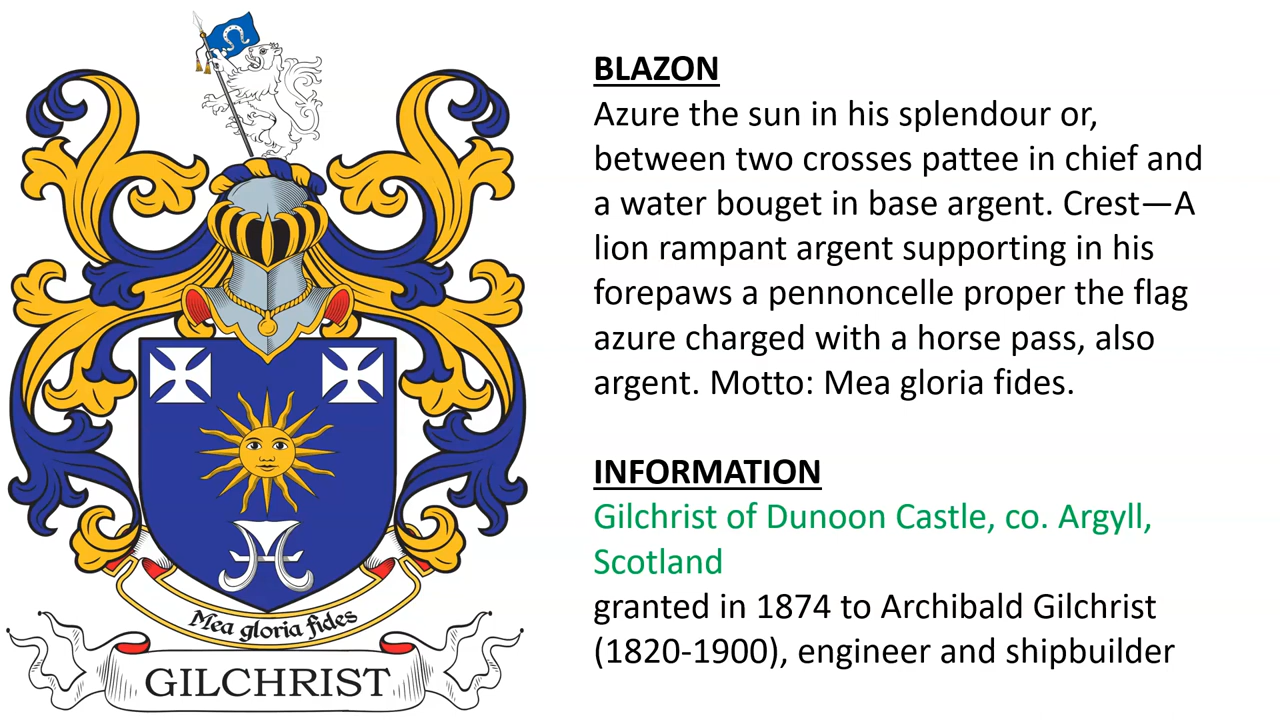 BLAZON
Azure the sun in his splendour or,
between two crosses pattee in chief and
a water bouget in base argent. Crest—A
lion rampant argent supporting in his
forepaws a pennoncelle proper the flag
azure charged with a horse pass, also
argent. Motto: Mea gloria fides.
INFORMATION
Gilchrist of Dunoon Castle, co. Argyll,
Scotland
granted in 1874 to Archibald Gilchrist
(1820-1900), engineer and shipbuilder
Mea gloria fides
GILCHRIST